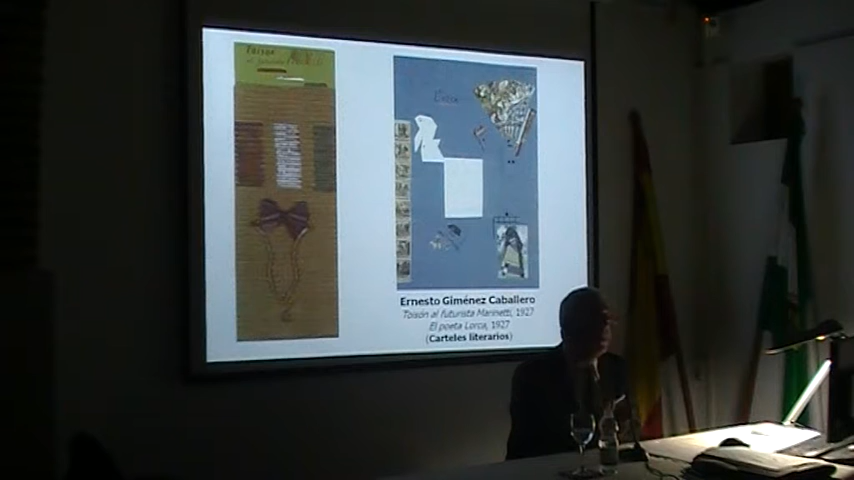 Ernesto Giménez Caballero
Toisón al futurista Marinetti, 1927
El poeta Lorca, 1927
(Carteles literarios)